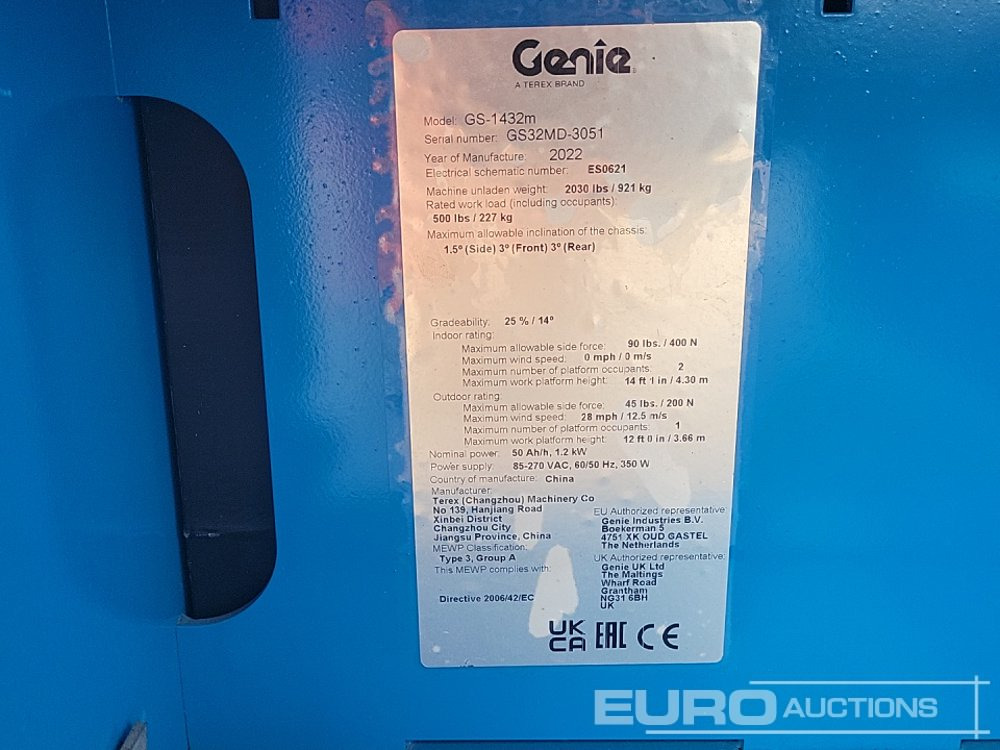 Genie
A TEREX BRAND
Model: GS-1432m
Serial number: GS32MD-3051
Year of Manufacture: 2022
Electrical schematic number: ES0621
Machine unladen weight: 2030 lbs / 921 kg
Rated work load (including occupants):
500 lbs / 227 kg
Maximum allowable inclination of the chassis:
1.5º (Side) 3º (Front) 3º (Rear)
Gradeability: 25 % / 14º
Indoor rating:
Maximum allowable side force: 90 lbs. / 400 N
Maximum wind speed: 0 mph / 0 m/s
Maximum number of platform occupants: 2
Maximum work platform height: 14 ft 1 in / 4.30 m
Outdoor rating:
Maximum allowable side force: 45 lbs. / 200 N
Maximum wind speed: 28 mph / 12.5 m/s
Maximum number of platform occupants: 1
Maximum work platform height: 12 ft 0 in / 3.66 m
Nominal power: 50 Ah/h, 1.2 kW
Power supply: 85-270 VAC, 60/50 Hz, 350 W
Country of manufacture: China
Manufacturer:
Terex (Changzhou) Machinery Co
No 139, Hanjiang Road
Xinbei District
Changzhou City
Jiangsu Province, China
MEWP Classification:
Type 3, Group A
This MEWP complies with:
Directive 2006/42/EC
EU Authorized representative
Genie Industries B.V.
Boekerman 5
4751 XK OUD GASTEL
The Netherlands
UK Authorized representative:
Genie UK Ltd
The Maltings
Wharf Road
Grantham
NG31 6BH
UK
UK
CA EAC CE
EURO AUCTIONS